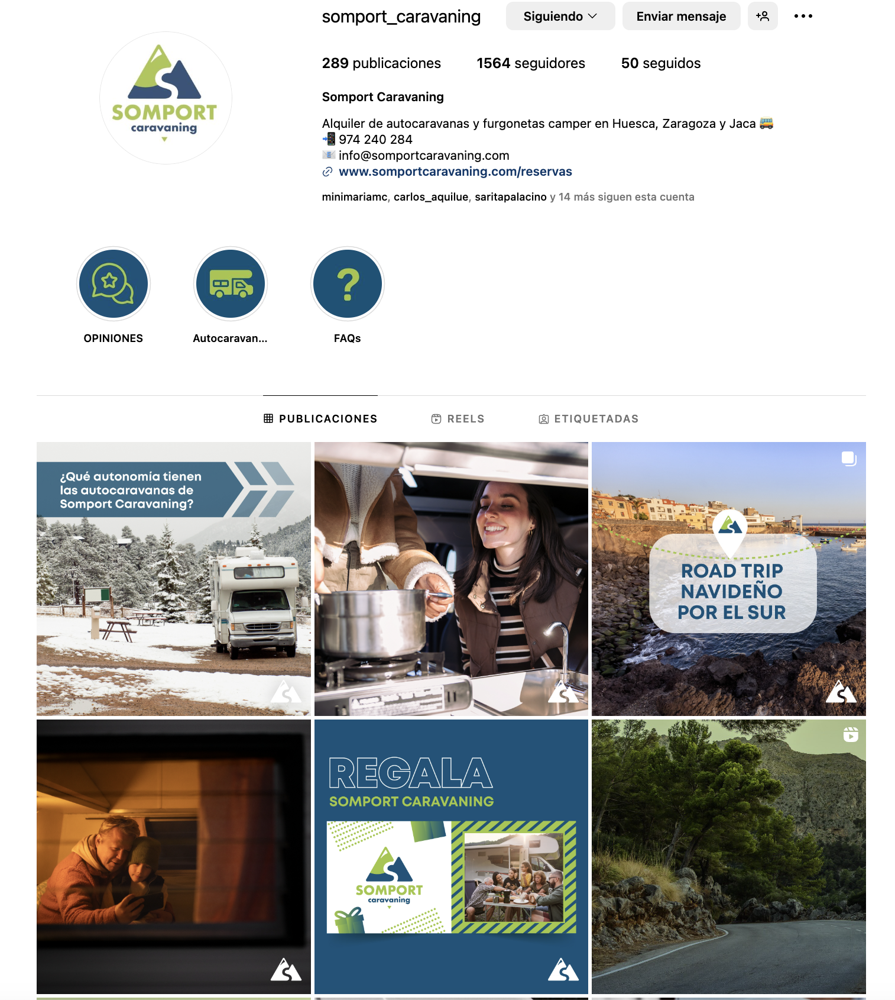 somport_caravaning
Siguiendo
Enviar mensaje
289 publicaciones
1564 seguidores
50 seguidos
Somport Caravaning
Alquiler de autocaravanas y furgonetas camper en Huesca, Zaragoza y Jaca 🚐
📲 974 240 284
📧 info@somportcaravaning.com
www.somportcaravaning.com/reservas
minimariamc, carlos_aquilue, saritapalacino y 14 más siguen esta cuenta
SOMPORT
caravaning
OPINIONES
Autocaravan...
?
FAQs
PUBLICACIONES
REELS
ETIQUETADAS
¿Qué autonomía tienen
las autocaravanas de
Somport Caravaning?
ROAD TRIP
NAVIDEÑO
POR EL SUR
REGALA
SOMPORT CARAVANING
SOMPORT
caravaning